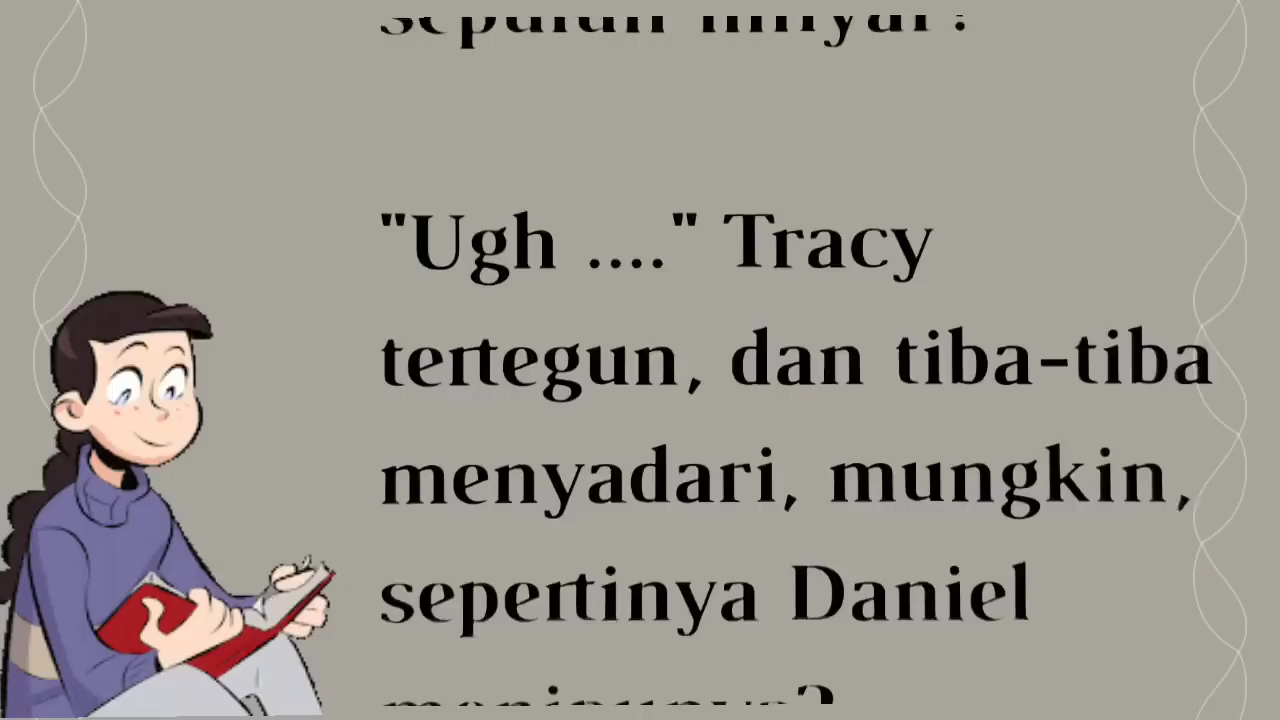 "Ugh ...." Tracy
tertegun, dan tiba-tiba
menyadari, mungkin,
sepertinya Daniel